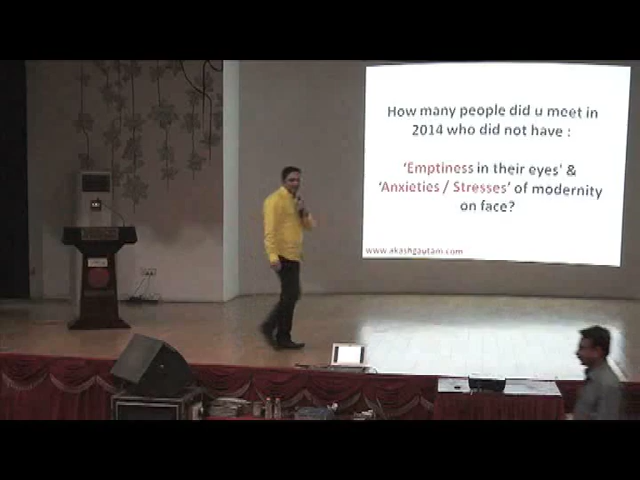 How many people did u meet in
2014 who did not have :
'Emptiness in their eyes' &
'Anxieties / Stresses' of modernity
on face?
www.akashgautam.com